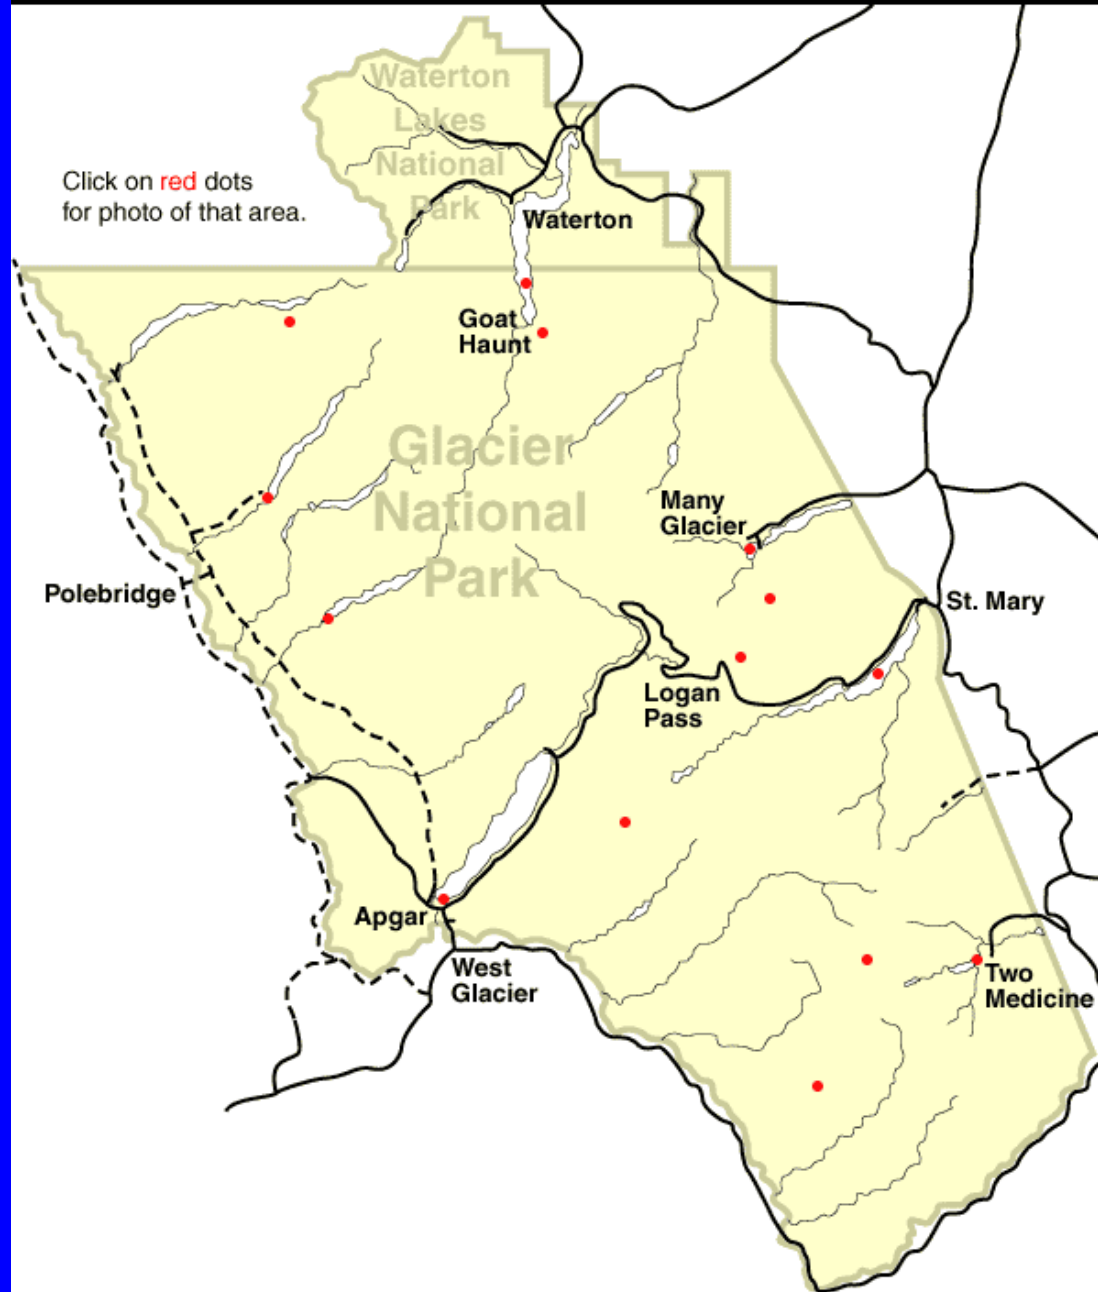 Waterton
Lakes
National
Park
Click on red dots
for photo of that area.
Waterton
Goat
Haunt
Glacier
National
Park
Many
Glacier
Polebridge
St. Mary
Logan
Pass
Apgar
West
Glacier
Two
Medicine